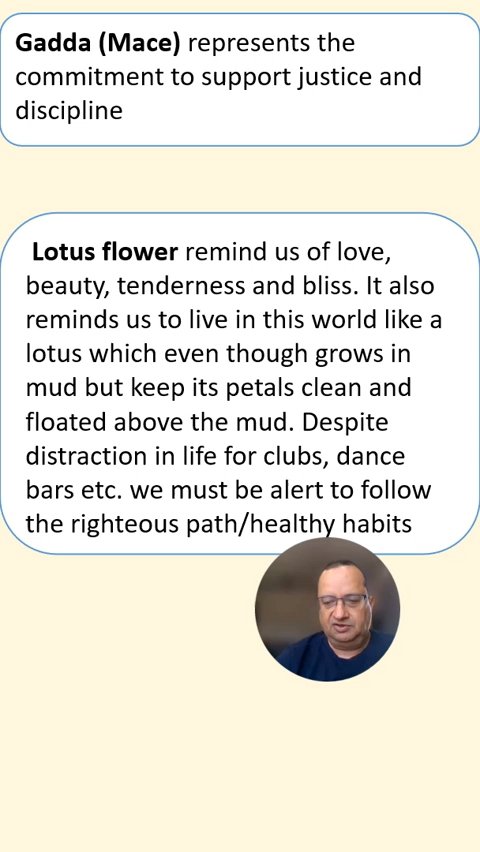 Gadda (Mace) represents the
commitment to support justice and
discipline
Lotus flower remind us of love,
beauty, tenderness and bliss. It also
reminds us to live in this world like a
lotus which even though grows in
mud but keep its petals clean and
floated above the mud. Despite
distraction in life for clubs, dance
bars etc. we must be alert to follow
the righteous path/healthy habits